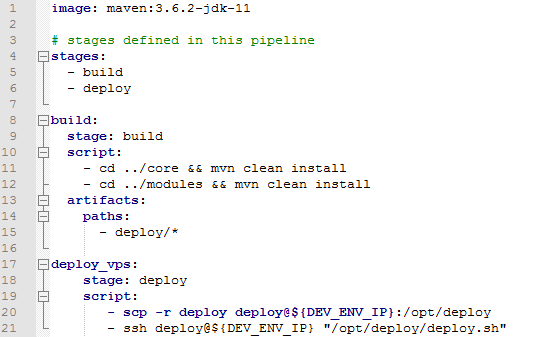 1 image: maven:3.6.2-jdk-11
2
3 # stages defined in this pipeline
4 stages:
5   - build
6   - deploy
7
8 build:
9   stage: build
10   script:
11     - cd ../core && mvn clean install
12     - cd ../modules && mvn clean install
13   artifacts:
14     paths:
15       - deploy/*
16
17 deploy_vps:
18     stage: deploy
19     script:
20        - scp -r deploy deploy@${DEV_ENV_IP}:/opt/deploy
21        - ssh deploy@${DEV_ENV_IP} "/opt/deploy/deploy.sh"